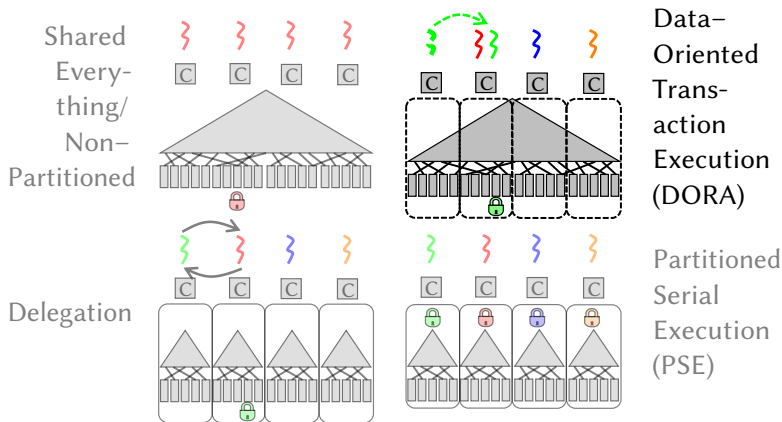 Shared
Every-
thing/
Non–
Partitioned
C C C C
Data–
Oriented
Trans-
action
Execution
(DORA)
C C C C
Delegation
C C C C
Partitioned
Serial
Execution
(PSE)
C C C C